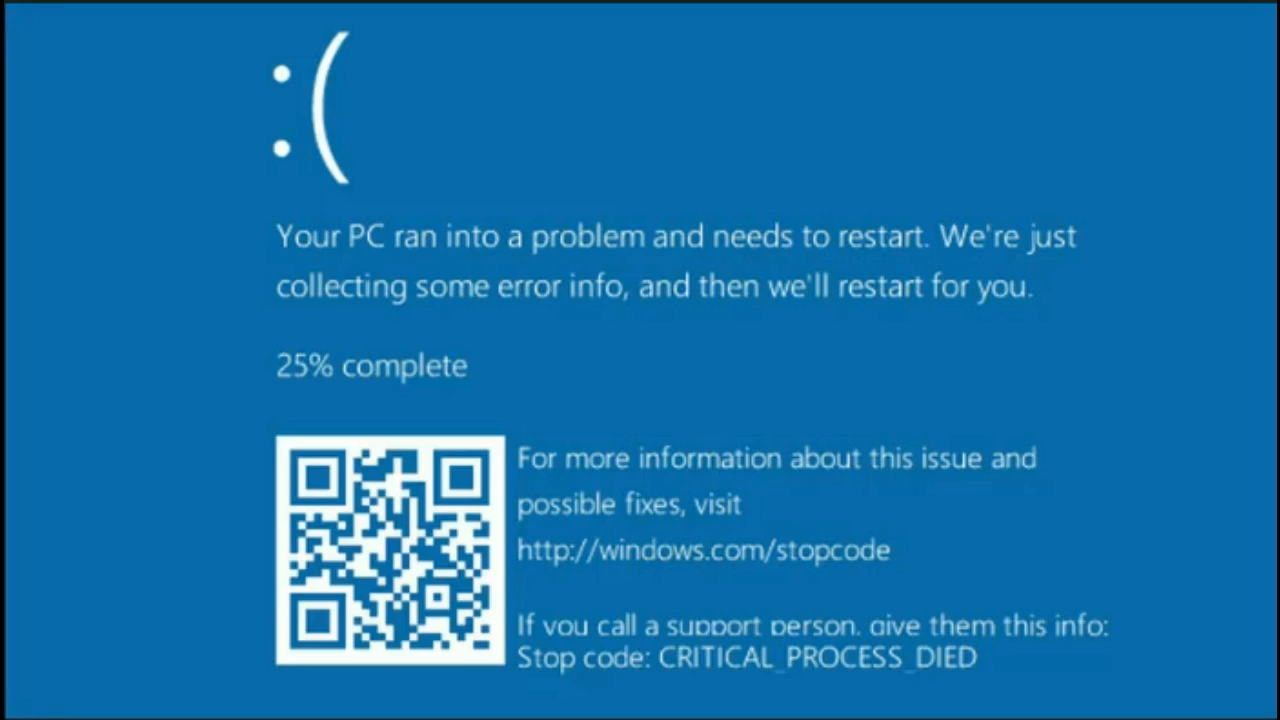 :(
Your PC ran into a problem and needs to restart. We're just
collecting some error info, and then we'll restart for you.
25% complete
For more information about this issue and
possible fixes, visit
http://windows.com/stopcode
If you call a support person, give them this info:
Stop code: CRITICAL_PROCESS_DIED